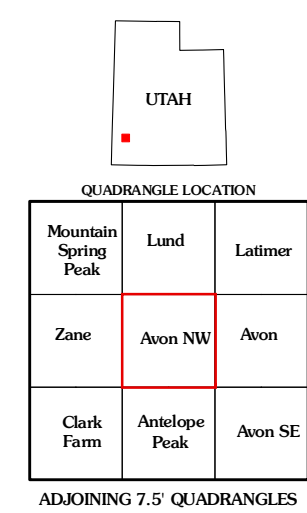 UTAH
QUADRANGLE LOCATION
Mountain
Spring
Peak
Lund
Latimer
Zane
Avon NW
Avon
Clark
Farm
Antelope
Peak
Avon SE
ADJOINING 7.5' QUADRANGLES